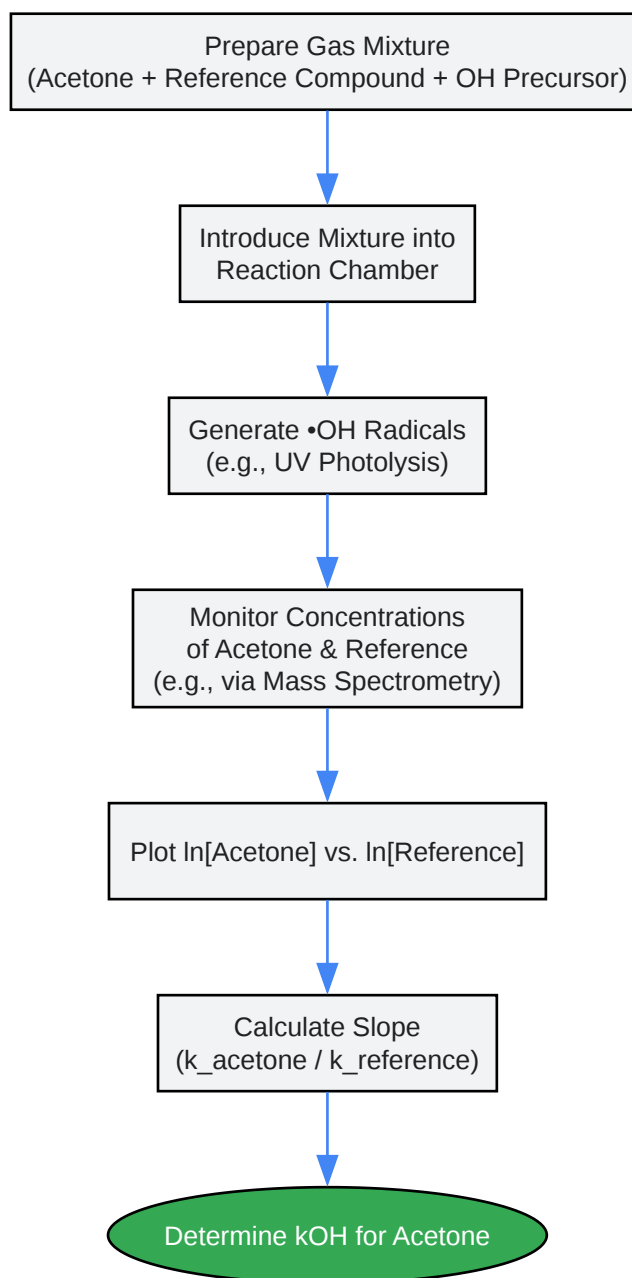 Prepare Gas Mixture
(Acetone + Reference Compound + OH Precursor)
Introduce Mixture into
Reaction Chamber
Generate •OH Radicals
(e.g., UV Photolysis)
Monitor Concentrations
of Acetone & Reference
(e.g., via Mass Spectrometry)
Plot ln[Acetone] vs. ln[Reference]
Calculate Slope
(k_acetone / k_reference)
Determine kOH for Acetone